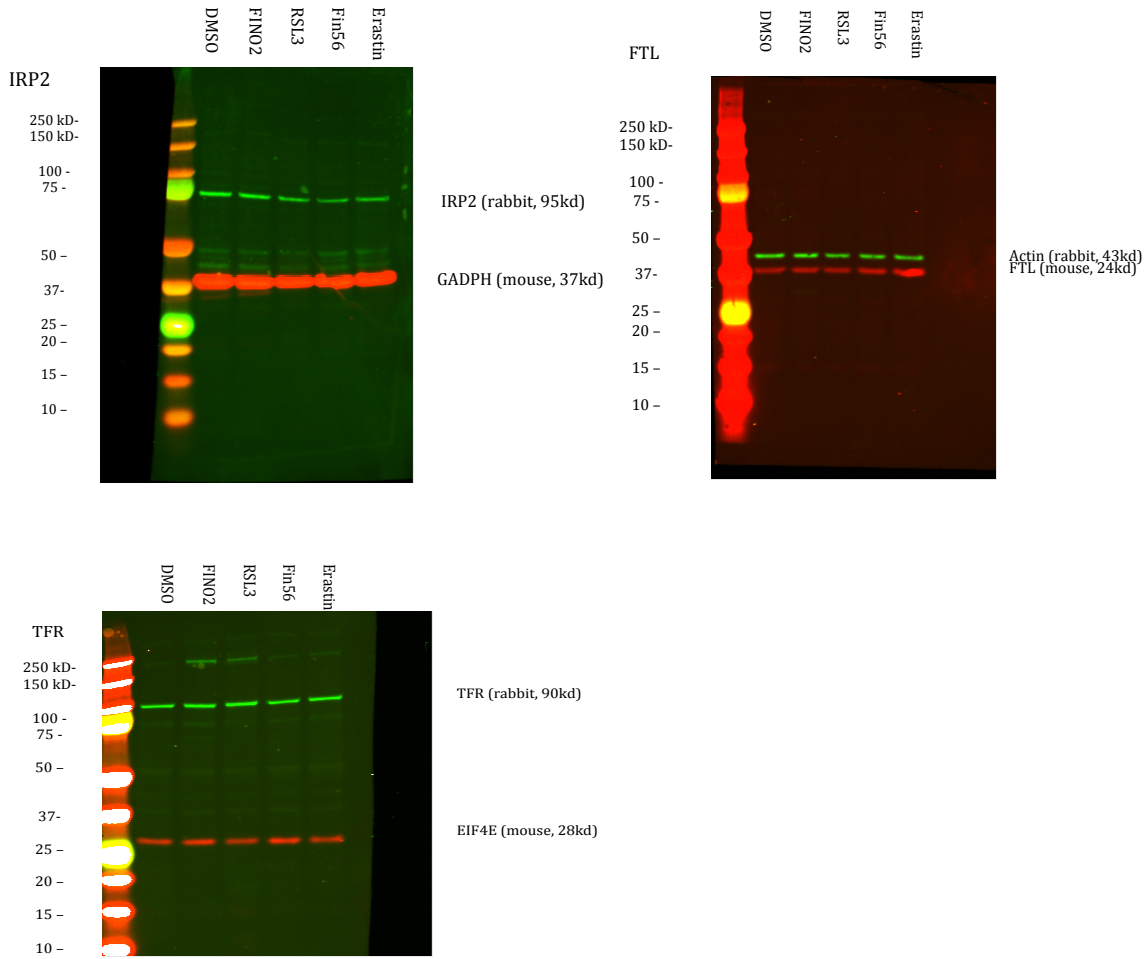 DMSO
FINO2
RSL3
Fin56
Erastin
IRP2
250 kD-
150 kD-
100 -
75 -
50 –
37-
25 –
20 –
15 –
10 –
IRP2 (rabbit, 95kd)
GADPH (mouse, 37kd)
DMSO
FINO2
RSL3
Fin56
Erastin
FTL
250 kD-
150 kD-
100 -
75 -
50 –
37-
25 –
20 –
15 –
10 –
Actin (rabbit, 43kd)
FTL (mouse, 24kd)
DMSO
FINO2
RSL3
Fin56
Erastin
TFR
250 kD-
150 kD-
100 -
75 -
50 –
37-
25 –
20 –
15 –
10 –
TFR (rabbit, 90kd)
EIF4E (mouse, 28kd)